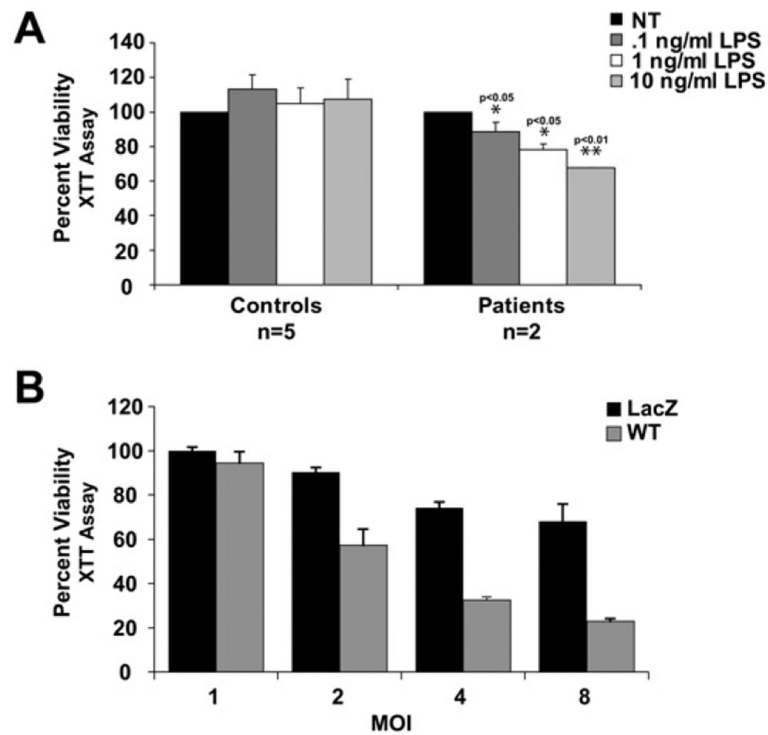 A
NT
.1 ng/ml LPS
1 ng/ml LPS
10 ng/ml LPS
Percent Viability
XTT Assay
140
120
100
80
60
40
20
0
p<0.05
*
p<0.05
*
p<0.01
**
Controls
n=5
Patients
n=2
B
LacZ
WT
Percent Viability
XTT Assay
120
100
80
60
40
20
0
1 2 4 8
MOI